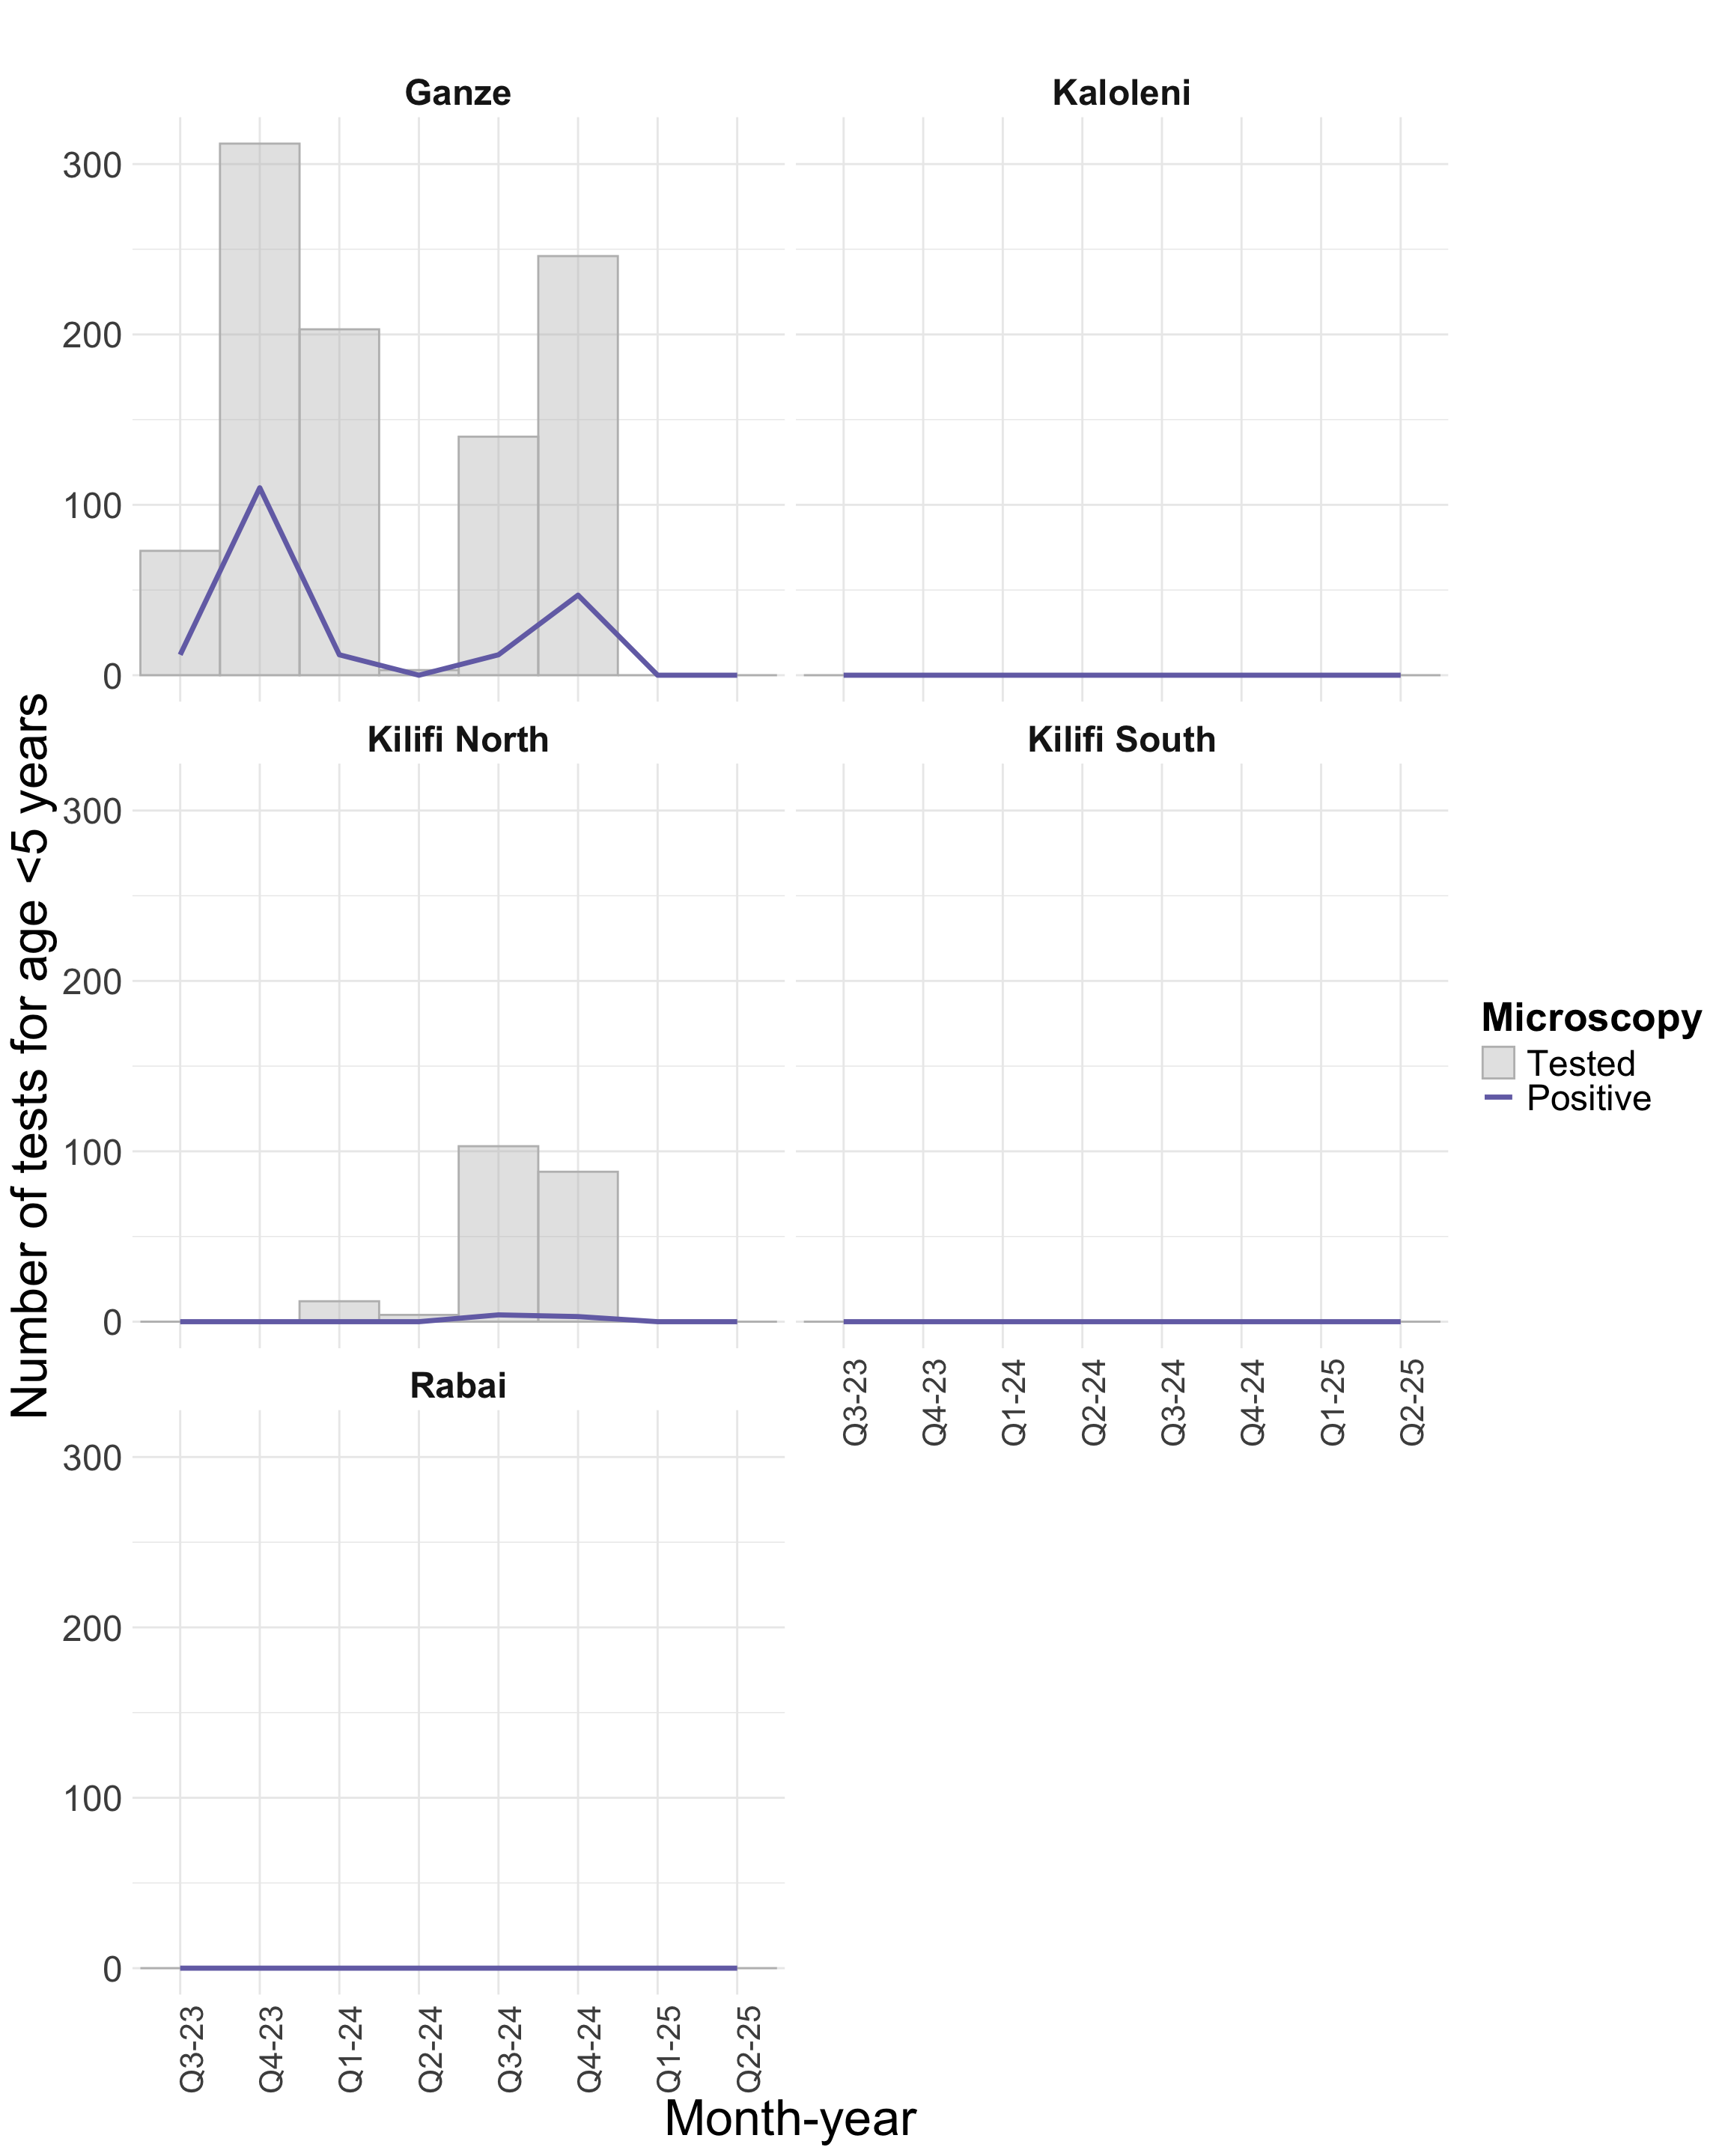 Ganze
Kaloleni
300
200
100
0
Kilifi North
Kilifi South
300
200
100
0
Q3-23
Q4-23
Q1-24
Q2-24
Q3-24
Q4-24
Q1-25
Q2-25
Rabai
300
200
100
0
Q3-23
Q4-23
Q1-24
Q2-24
Q3-24
Q4-24
Q1-25
Q2-25
Month-year
Number of tests for age <5 years
Microscopy
Tested
Positive